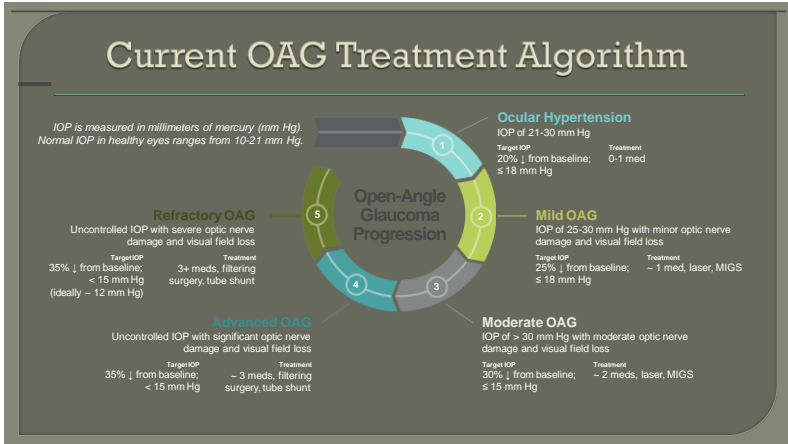 Current OAG Treatment Algorithm
IOP is measured in millimeters of mercury (mm Hg).
Normal IOP in healthy eyes ranges from 10-21 mm Hg.
Open-Angle
Glaucoma
Progression
1
Ocular Hypertension
IOP of 21-30 mm Hg
Target IOP
20% ↓ from baseline;
≤ 18 mm Hg
Treatment
0-1 med
2
Mild OAG
IOP of 25-30 mm Hg with minor optic nerve
damage and visual field loss
Target IOP
25% ↓ from baseline;
≤ 18 mm Hg
Treatment
~ 1 med, laser, MIGS
3
Moderate OAG
IOP of > 30 mm Hg with moderate optic nerve
damage and visual field loss
Target IOP
30% ↓ from baseline;
≤ 15 mm Hg
Treatment
~ 2 meds, laser, MIGS
4
Advanced OAG
Uncontrolled IOP with significant optic nerve
damage and visual field loss
Target IOP
35% ↓ from baseline;
< 15 mm Hg
Treatment
~ 3 meds, filtering
surgery, tube shunt
5
Refractory OAG
Uncontrolled IOP with severe optic nerve
damage and visual field loss
Target IOP
35% ↓ from baseline;
< 15 mm Hg
(ideally ~ 12 mm Hg)
Treatment
3+ meds, filtering
surgery, tube shunt